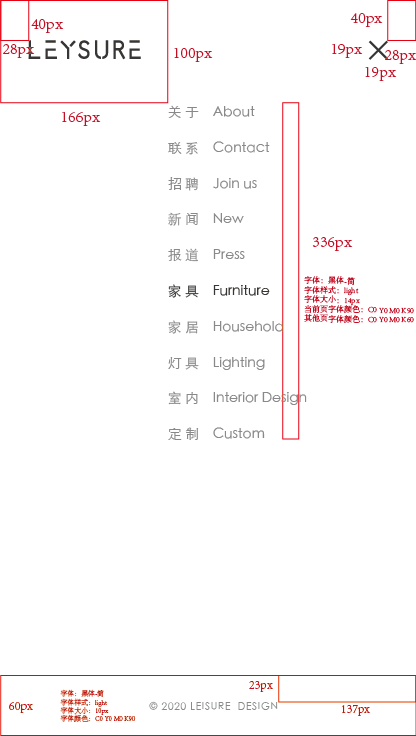 40px
40px
28px
LEYSURE
19px
28px
100px
19px
166px
关于 About
联系 Contact
招聘 Join us
新闻 New
336px
报道 Press
字体：黑体-简
字体样式：light
字体大小：14px
当前页字体颜色：C0 Y0 M0 K90
其他页字体颜色：C0 Y0 M0 K60
家具 Furniture
家居 Household
灯具 Lighting
室内 Interior Design
定制 Custom
23px
字体：黑体-简
字体样式：light
字体大小：10px
字体颜色：C0 Y0 M0 K90
60px
© 2020 LEISURE DESIGN
137px